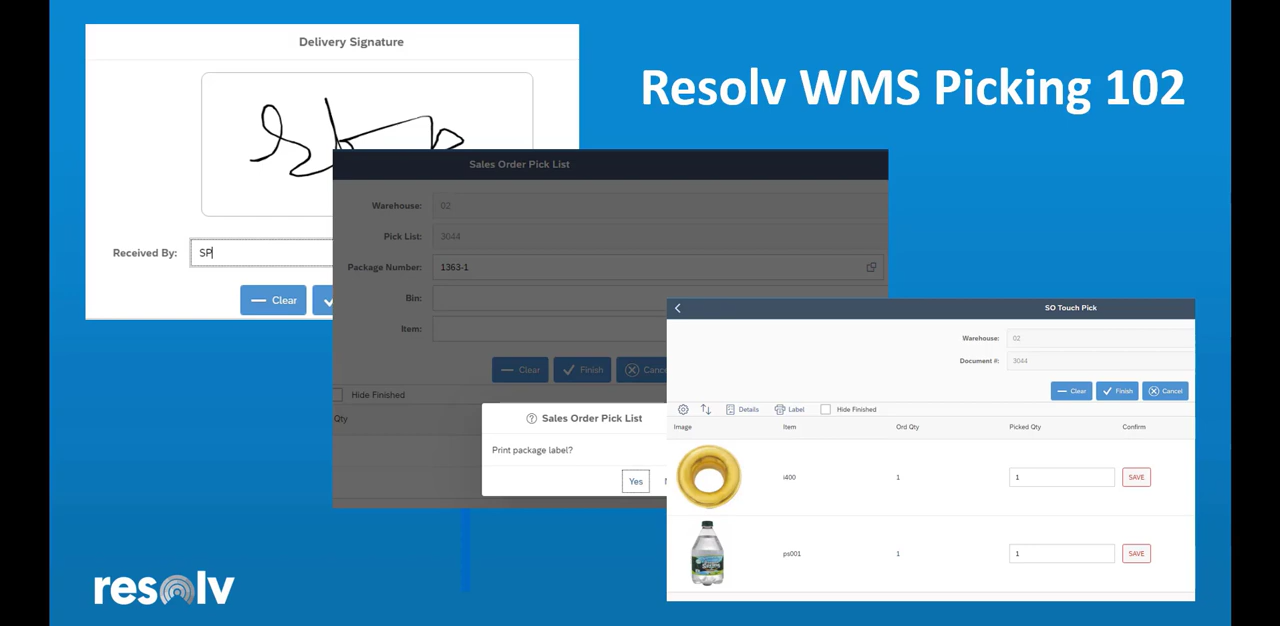 Delivery Signature
Resolv WMS Picking 102
Received By: SP
Clear
Sales Order Pick List
Warehouse: 02
Pick List: 3044
Package Number: 1363-1
Bin:
Item:
Clear Finish
Hide Finished
Qty
Sales Order Pick List
Print package label?
Yes
SO Touch Pick
Warehouse: 02
Document #: 3044
Clear Finish Cancel
Details Label Hide Finished
Image Item Ord Qty Picked Qty Confirm
i400 1 1 SAVE
ps001 1 1 SAVE
resolv